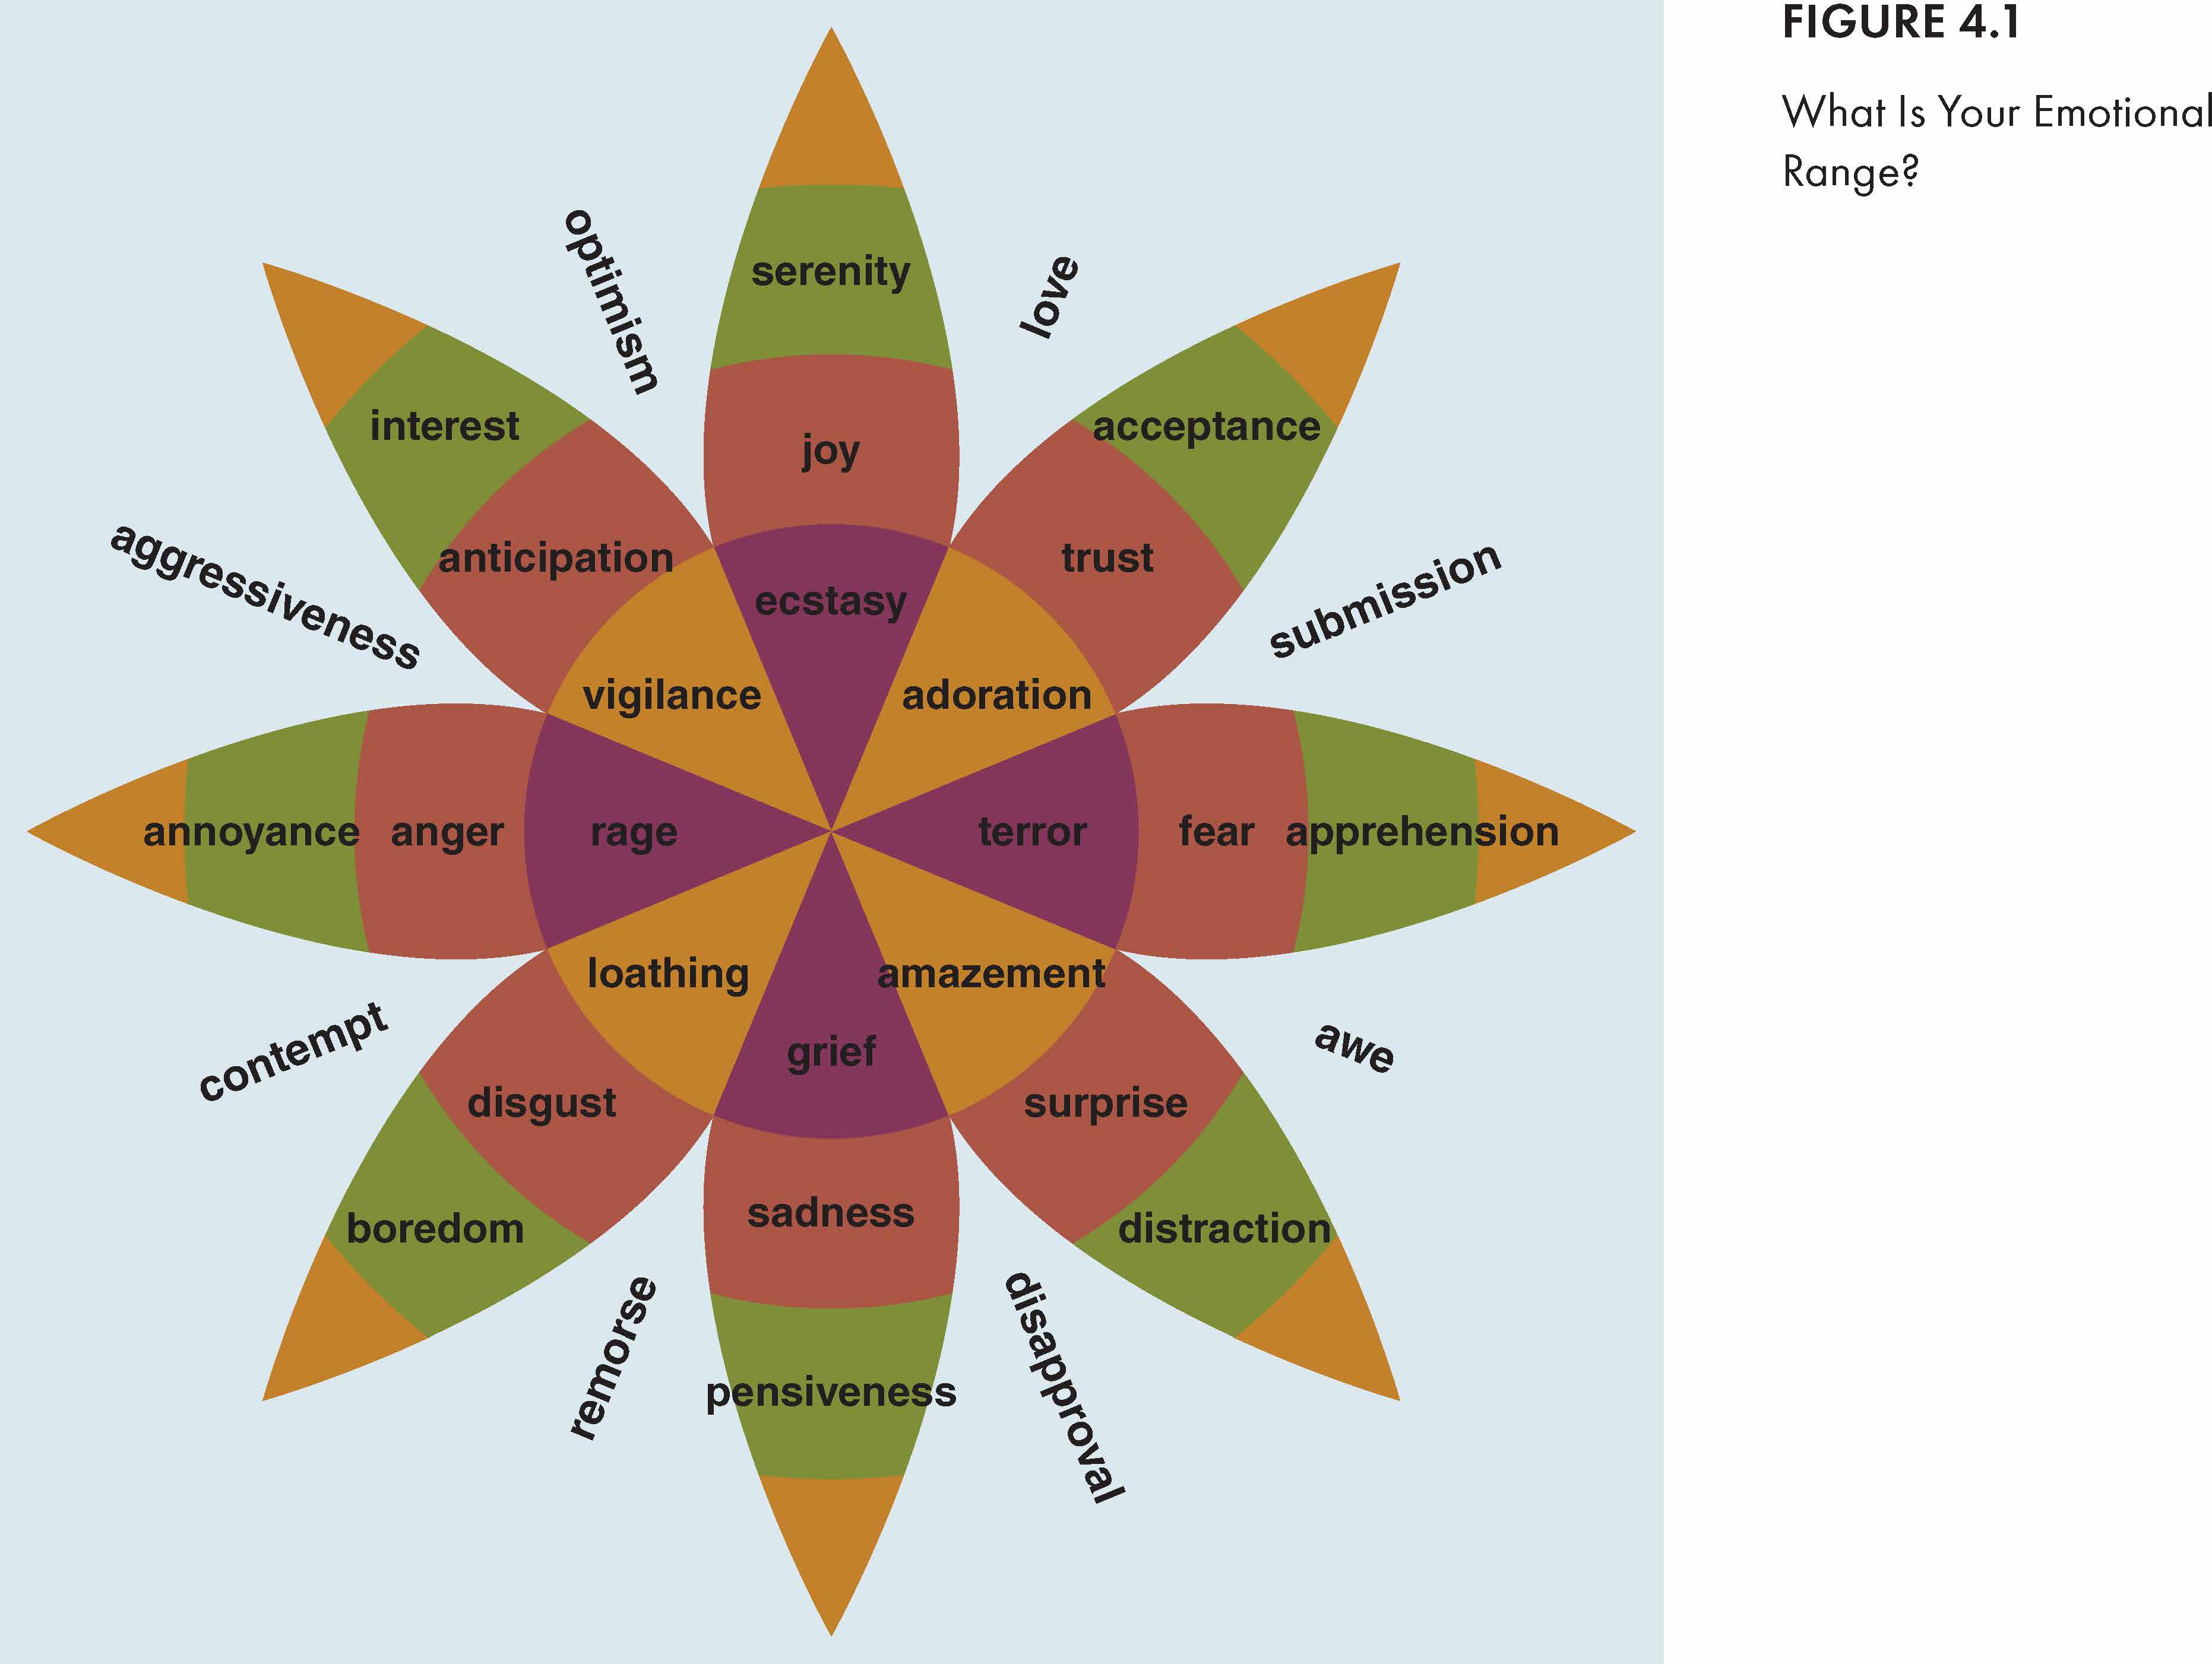 FIGURE 4.1
What Is Your Emotional
Range?
optimism
serenity
love
interest
joy
acceptance
aggressiveness
anticipation
ecstasy
trust
submission
vigilance
adoration
annoyance
anger
rage
terror
fear
apprehension
loathing
amazement
contempt
grief
awe
disgust
surprise
boredom
sadness
distraction
remorse
pensiveness
disapproval